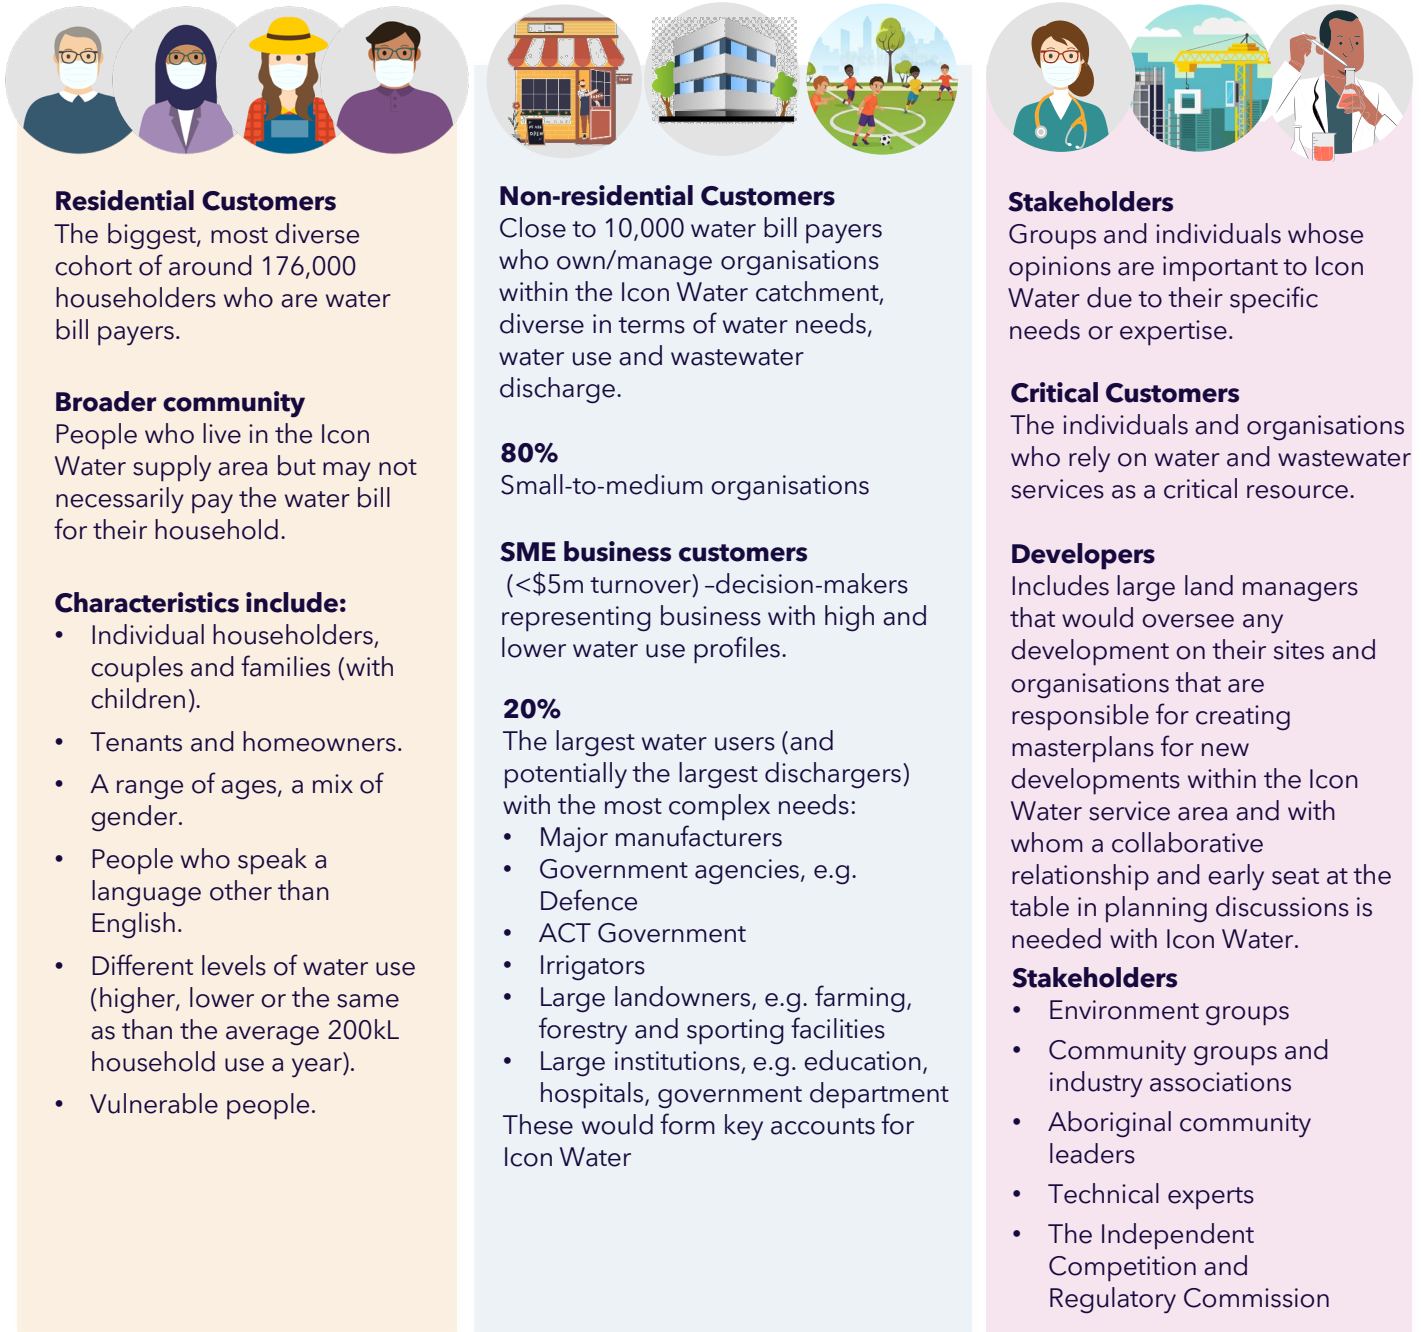 Residential Customers
The biggest, most diverse
cohort of around 176,000
householders who are water
bill payers.
Broader community
People who live in the Icon
Water supply area but may not
necessarily pay the water bill
for their household.
Characteristics include:
• Individual householders,
couples and families (with
children).
• Tenants and homeowners.
• A range of ages, a mix of
gender.
• People who speak a
language other than
English.
• Different levels of water use
(higher, lower or the same
as than the average 200kL
household use a year).
• Vulnerable people.
Non-residential Customers
Close to 10,000 water bill payers
who own/manage organisations
within the Icon Water catchment,
diverse in terms of water needs,
water use and wastewater
discharge.
80%
Small-to-medium organisations
SME business customers
(<$5m turnover) –decision-makers
representing business with high and
lower water use profiles.
20%
The largest water users (and
potentially the largest dischargers)
with the most complex needs:
• Major manufacturers
• Government agencies, e.g.
Defence
• ACT Government
• Irrigators
• Large landowners, e.g. farming,
forestry and sporting facilities
• Large institutions, e.g. education,
hospitals, government department
These would form key accounts for
Icon Water
Stakeholders
Groups and individuals whose
opinions are important to Icon
Water due to their specific
needs or expertise.
Critical Customers
The individuals and organisations
who rely on water and wastewater
services as a critical resource.
Developers
Includes large land managers
that would oversee any
development on their sites and
organisations that are
responsible for creating
masterplans for new
developments within the Icon
Water service area and with
whom a collaborative
relationship and early seat at the
table in planning discussions is
needed with Icon Water.
Stakeholders
• Environment groups
• Community groups and
industry associations
• Aboriginal community
leaders
• Technical experts
• The Independent
Competition and
Regulatory Commission